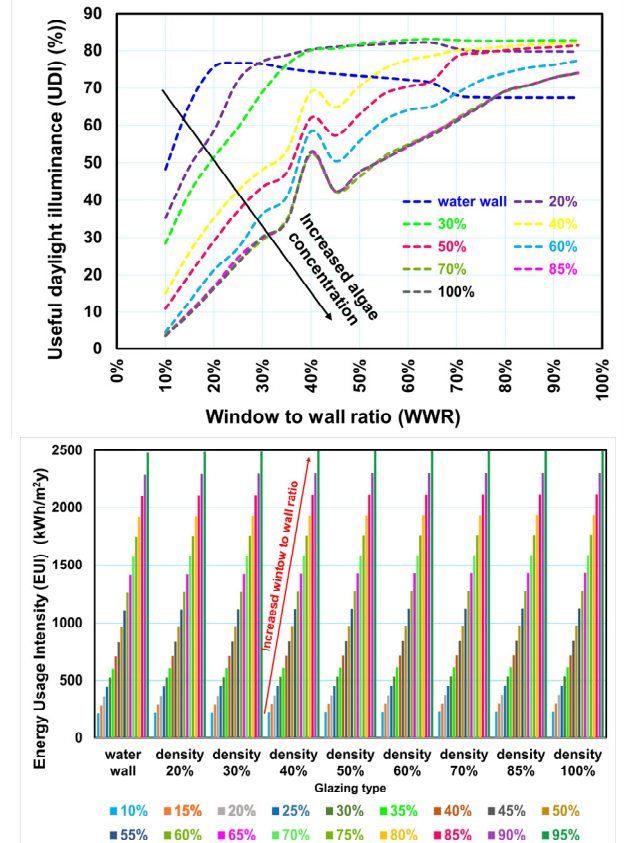 Useful daylight illuminance (UDI) (%))
90
80
70
60
50
40
30
20
10
0
water wall
20%
30%
40%
50%
60%
70%
85%
100%
Increased algae
concentration
0%
10%
20%
30%
40%
50%
60%
70%
80%
90%
100%
Window to wall ratio (WWR)
Energy Usage Intensity (EUI) (kWh/m²y)
2500
2000
1500
1000
500
0
Increaesd wintow to wall ratio
water wall
density 20%
density 30%
density 40%
density 50%
density 60%
density 70%
density 85%
density 100%
Glazing type
10% 15% 20% 25% 30% 35% 40% 45% 50%
55% 60% 65% 70% 75% 80% 85% 90% 95%